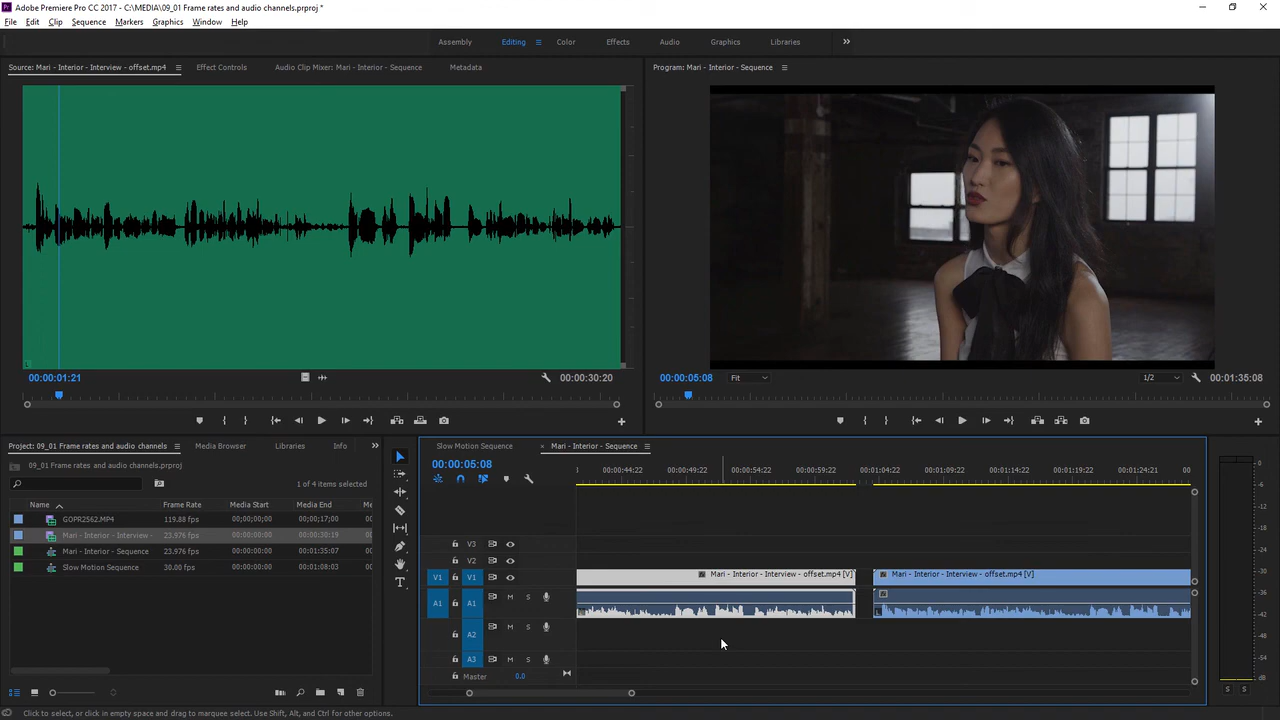 Adobe Premiere Pro CC 2017 - C:\MEDIA\09_01 Frame rates and audio channels.prproj *
File Edit Clip Sequence Markers Graphics Window Help
Assembly Editing Color Effects Audio Graphics Libraries
Source: Mari - Interior - Interview - offset.mp4 Effect Controls Audio Clip Mixer: Mari - Interior - Sequence Metadata
Program: Mari - Interior - Sequence
00:00:01:21 00:00:30:20
00:00:05:08 Fit 1/2 00:01:35:08
Project: 09_01 Frame rates and audio channels Media Browser Libraries Info
09_01 Frame rates and audio channels.prproj
1 of 4 items selected
Name Frame Rate Media Start Media End
GOPR2562.MP4 119.88 fps 00;00;00;00 00;00;17;00
Mari - Interior - Interview - 23.976 fps 00:00:00:00 00:00:30:19
Mari - Interior - Sequence 23.976 fps 00:00:00:00 00:01:35:07
Slow Motion Sequence 30.00 fps 00:00:00:00 00:01:08:03
Slow Motion Sequence × Mari - Interior - Sequence
00:00:05:08
00:00:44:22 00:00:49:22 00:00:54:22 00:00:59:22 00:01:04:22 00:01:09:22 00:01:14:22 00:01:19:22 00:01:24:21 00
V3
V2
V1 V1 Mari - Interior - Interview - offset.mp4 [V] Mari - Interior - Interview - offset.mp4 [V]
A1 A1 M S
A2 M S
A3 M S
Master 0.0
0
-6
-12
-18
-24
-30
-36
-42
-48
-54
dB
S S
Click to select, or click in empty space and drag to marquee select. Use Shift, Alt, and Ctrl for other options.